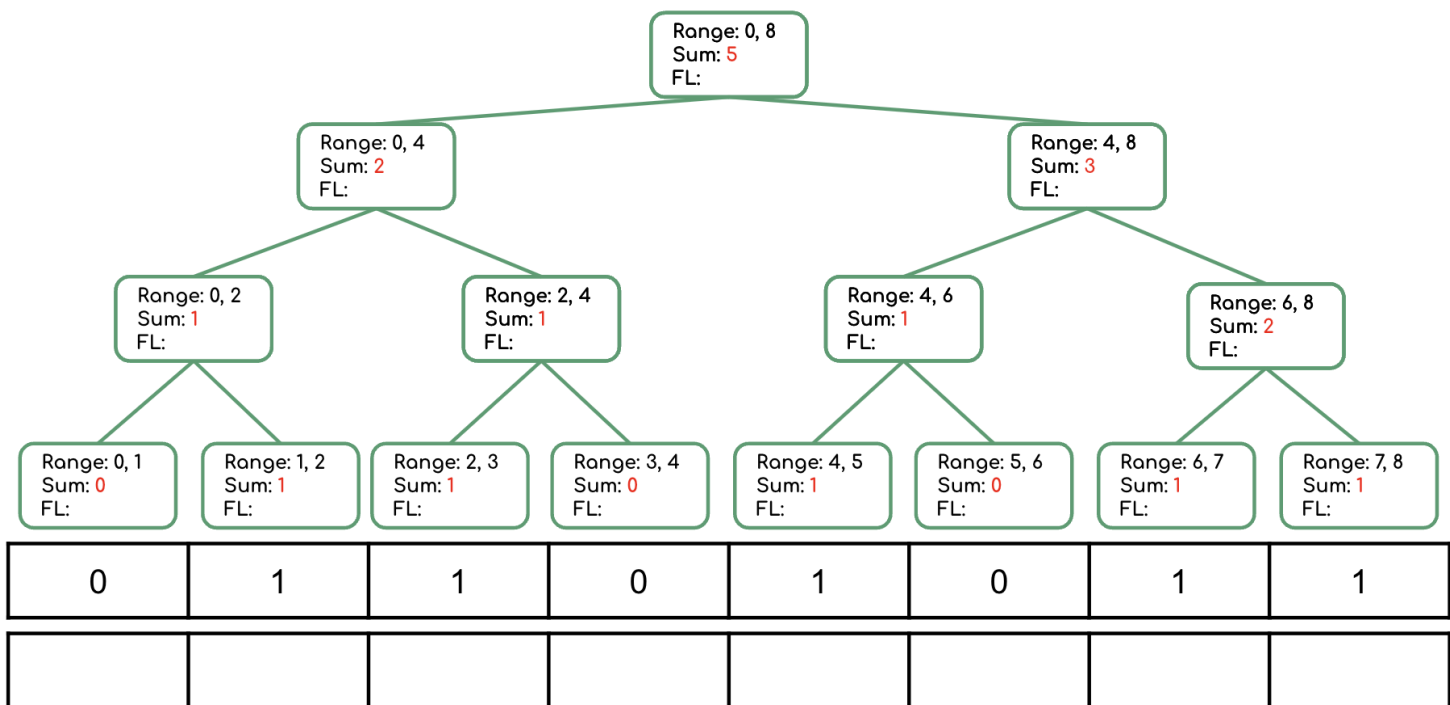 Range: 0, 8
Sum: 5
FL:
Range: 0, 4
Sum: 2
FL:
Range: 4, 8
Sum: 3
FL:
Range: 0, 2
Sum: 1
FL:
Range: 2, 4
Sum: 1
FL:
Range: 4, 6
Sum: 1
FL:
Range: 6, 8
Sum: 2
FL:
Range: 0, 1
Sum: 0
FL:
Range: 1, 2
Sum: 1
FL:
Range: 2, 3
Sum: 1
FL:
Range: 3, 4
Sum: 0
FL:
Range: 4, 5
Sum: 1
FL:
Range: 5, 6
Sum: 0
FL:
Range: 6, 7
Sum: 1
FL:
Range: 7, 8
Sum: 1
FL:
0 1 1 0 1 0 1 1